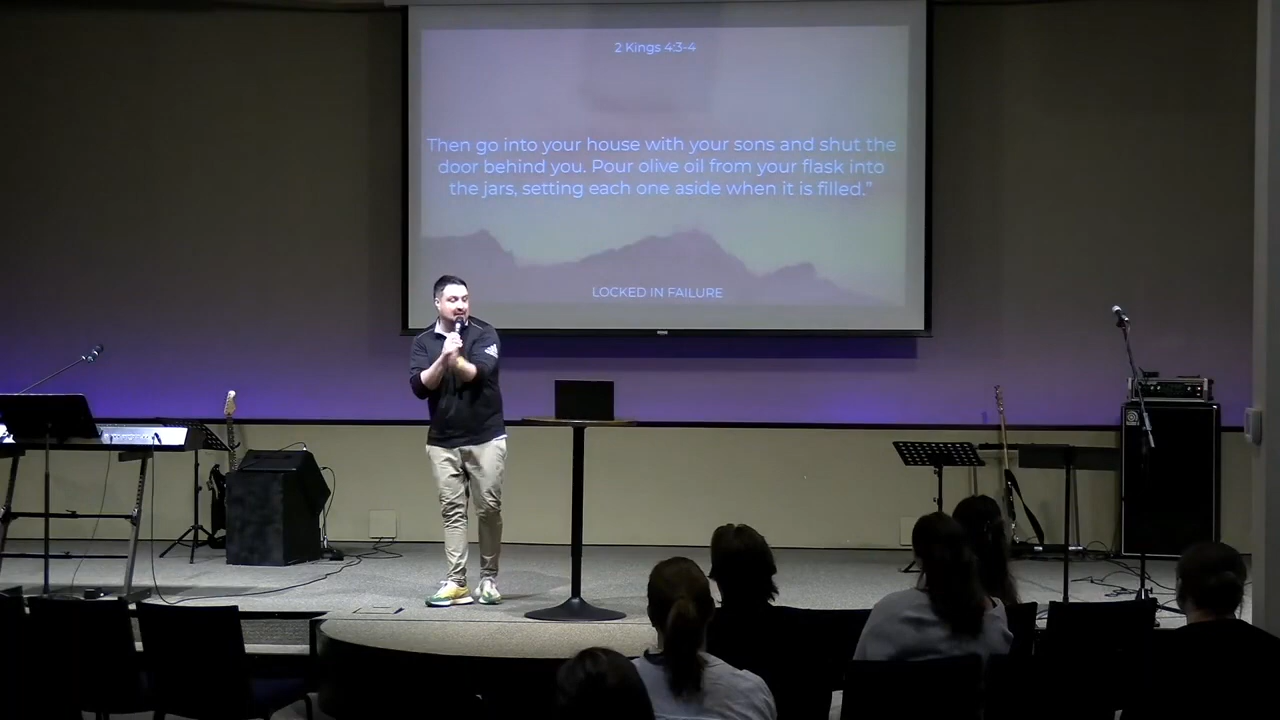 2 Kings 4:3-4
Then go into your house with your sons and shut the
door behind you. Pour olive oil from your flask into
the jars, setting each one aside when it is filled.”
LOCKED IN FAILURE